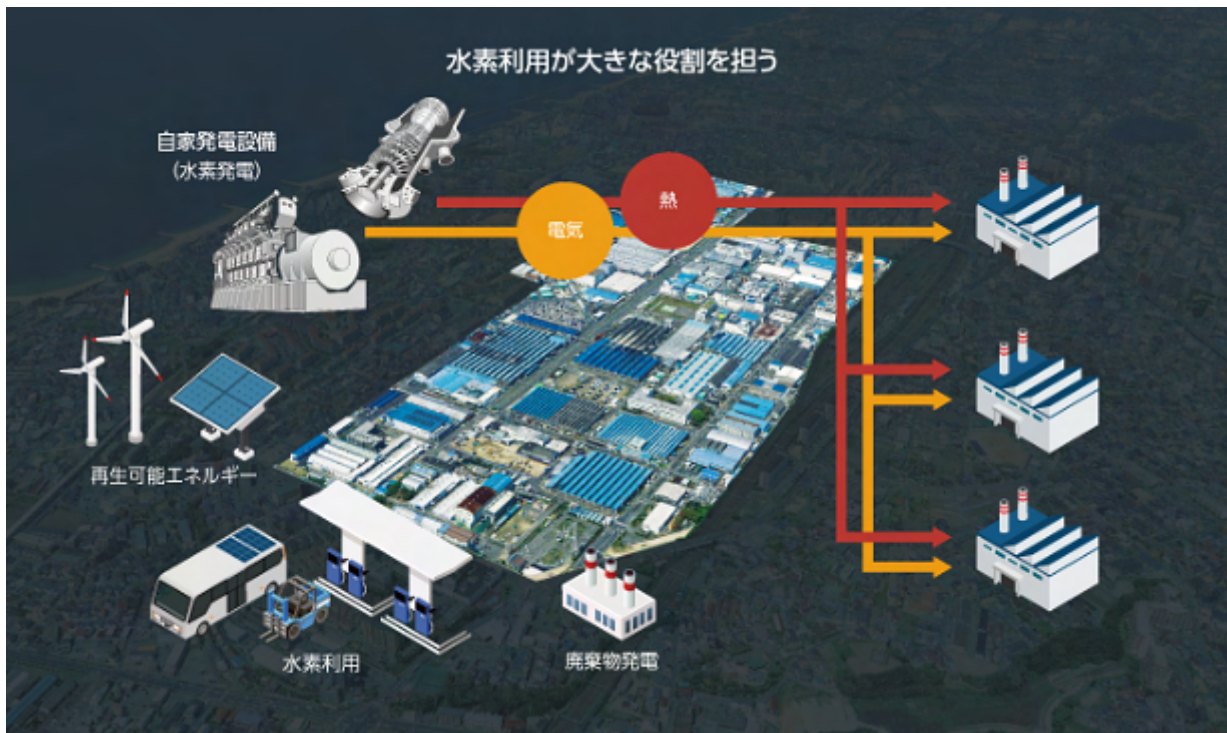 水素利用が大きな役割を担う
自家発電設備
(水素発電)
熱
電気
再生可能エネルギー
水素利用
廃棄物発電